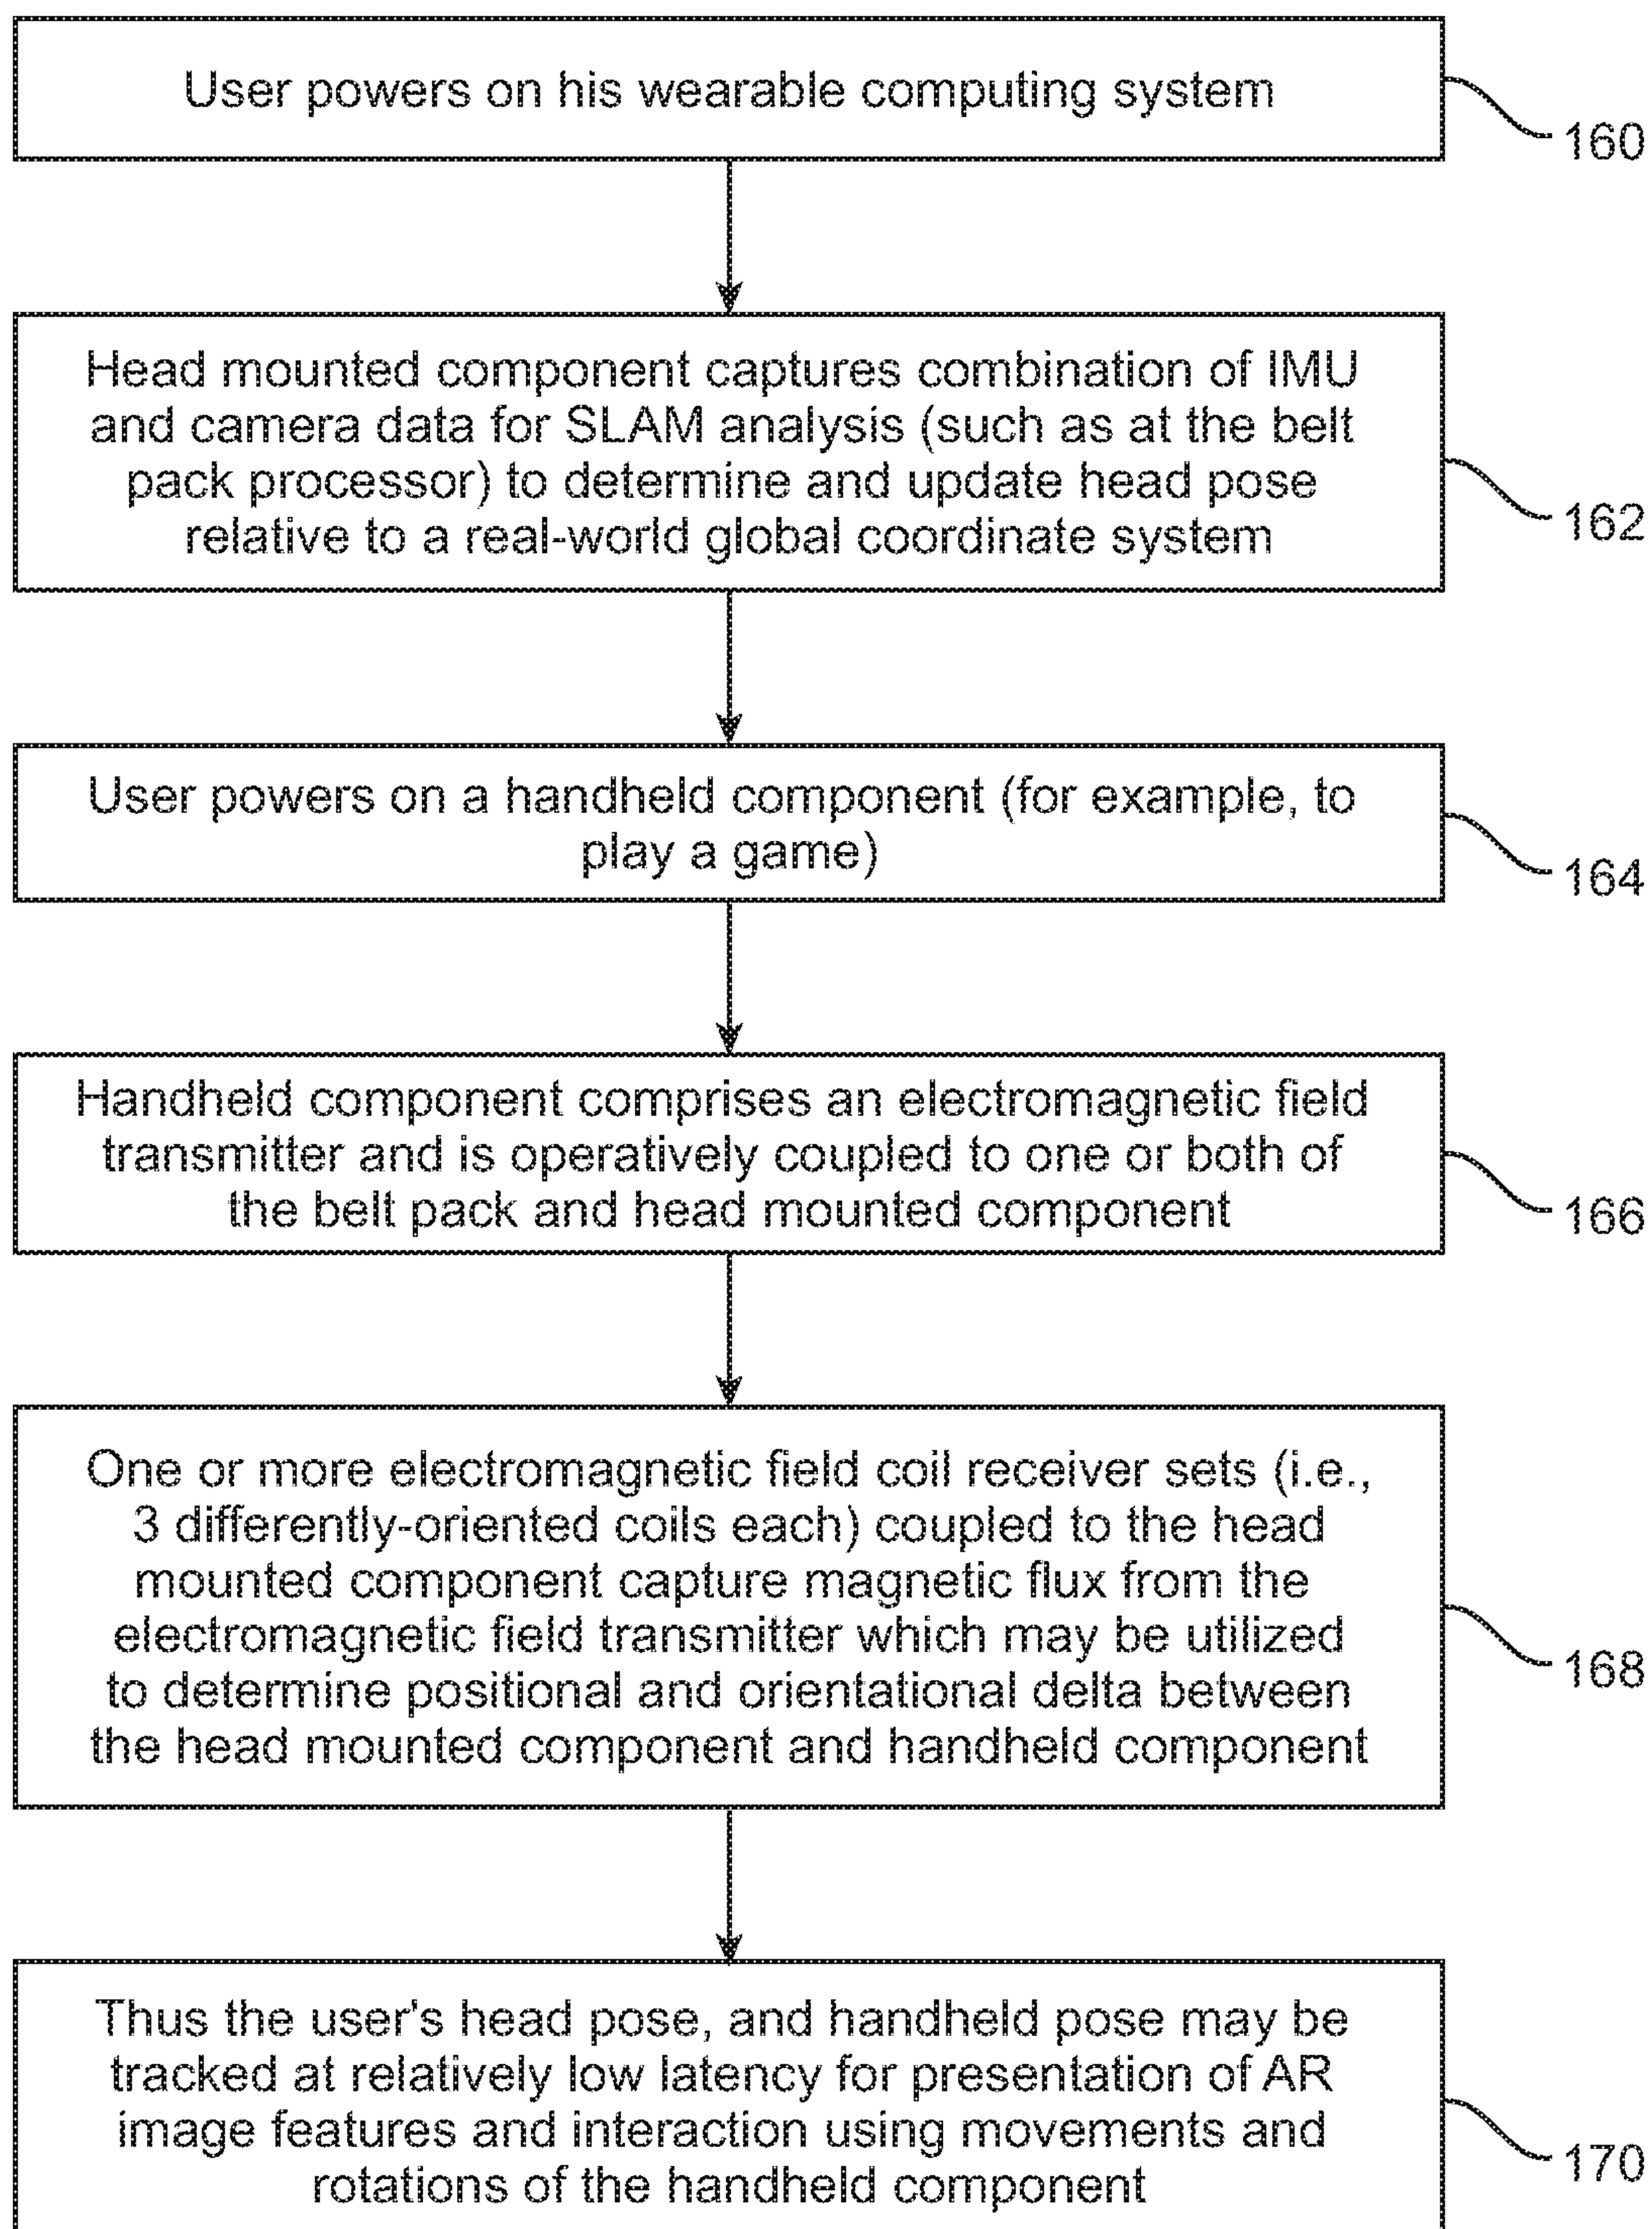 User powers on his wearable computing system
160
Head mounted component captures combination of IMU
and camera data for SLAM analysis (such as at the belt
pack processor) to determine and update head pose
relative to a real-world global coordinate system
162
User powers on a handheld component (for example, to
play a game)
164
Handheld component comprises an electromagnetic field
transmitter and is operatively coupled to one or both of
the belt pack and head mounted component
166
One or more electromagnetic field coil receiver sets (i.e.,
3 differently-oriented coils each) coupled to the head
mounted component capture magnetic flux from the
electromagnetic field transmitter which may be utilized
to determine positional and orientational delta between
the head mounted component and handheld component
168
Thus the user's head pose, and handheld pose may be
tracked at relatively low latency for presentation of AR
image features and interaction using movements and
rotations of the handheld component
170